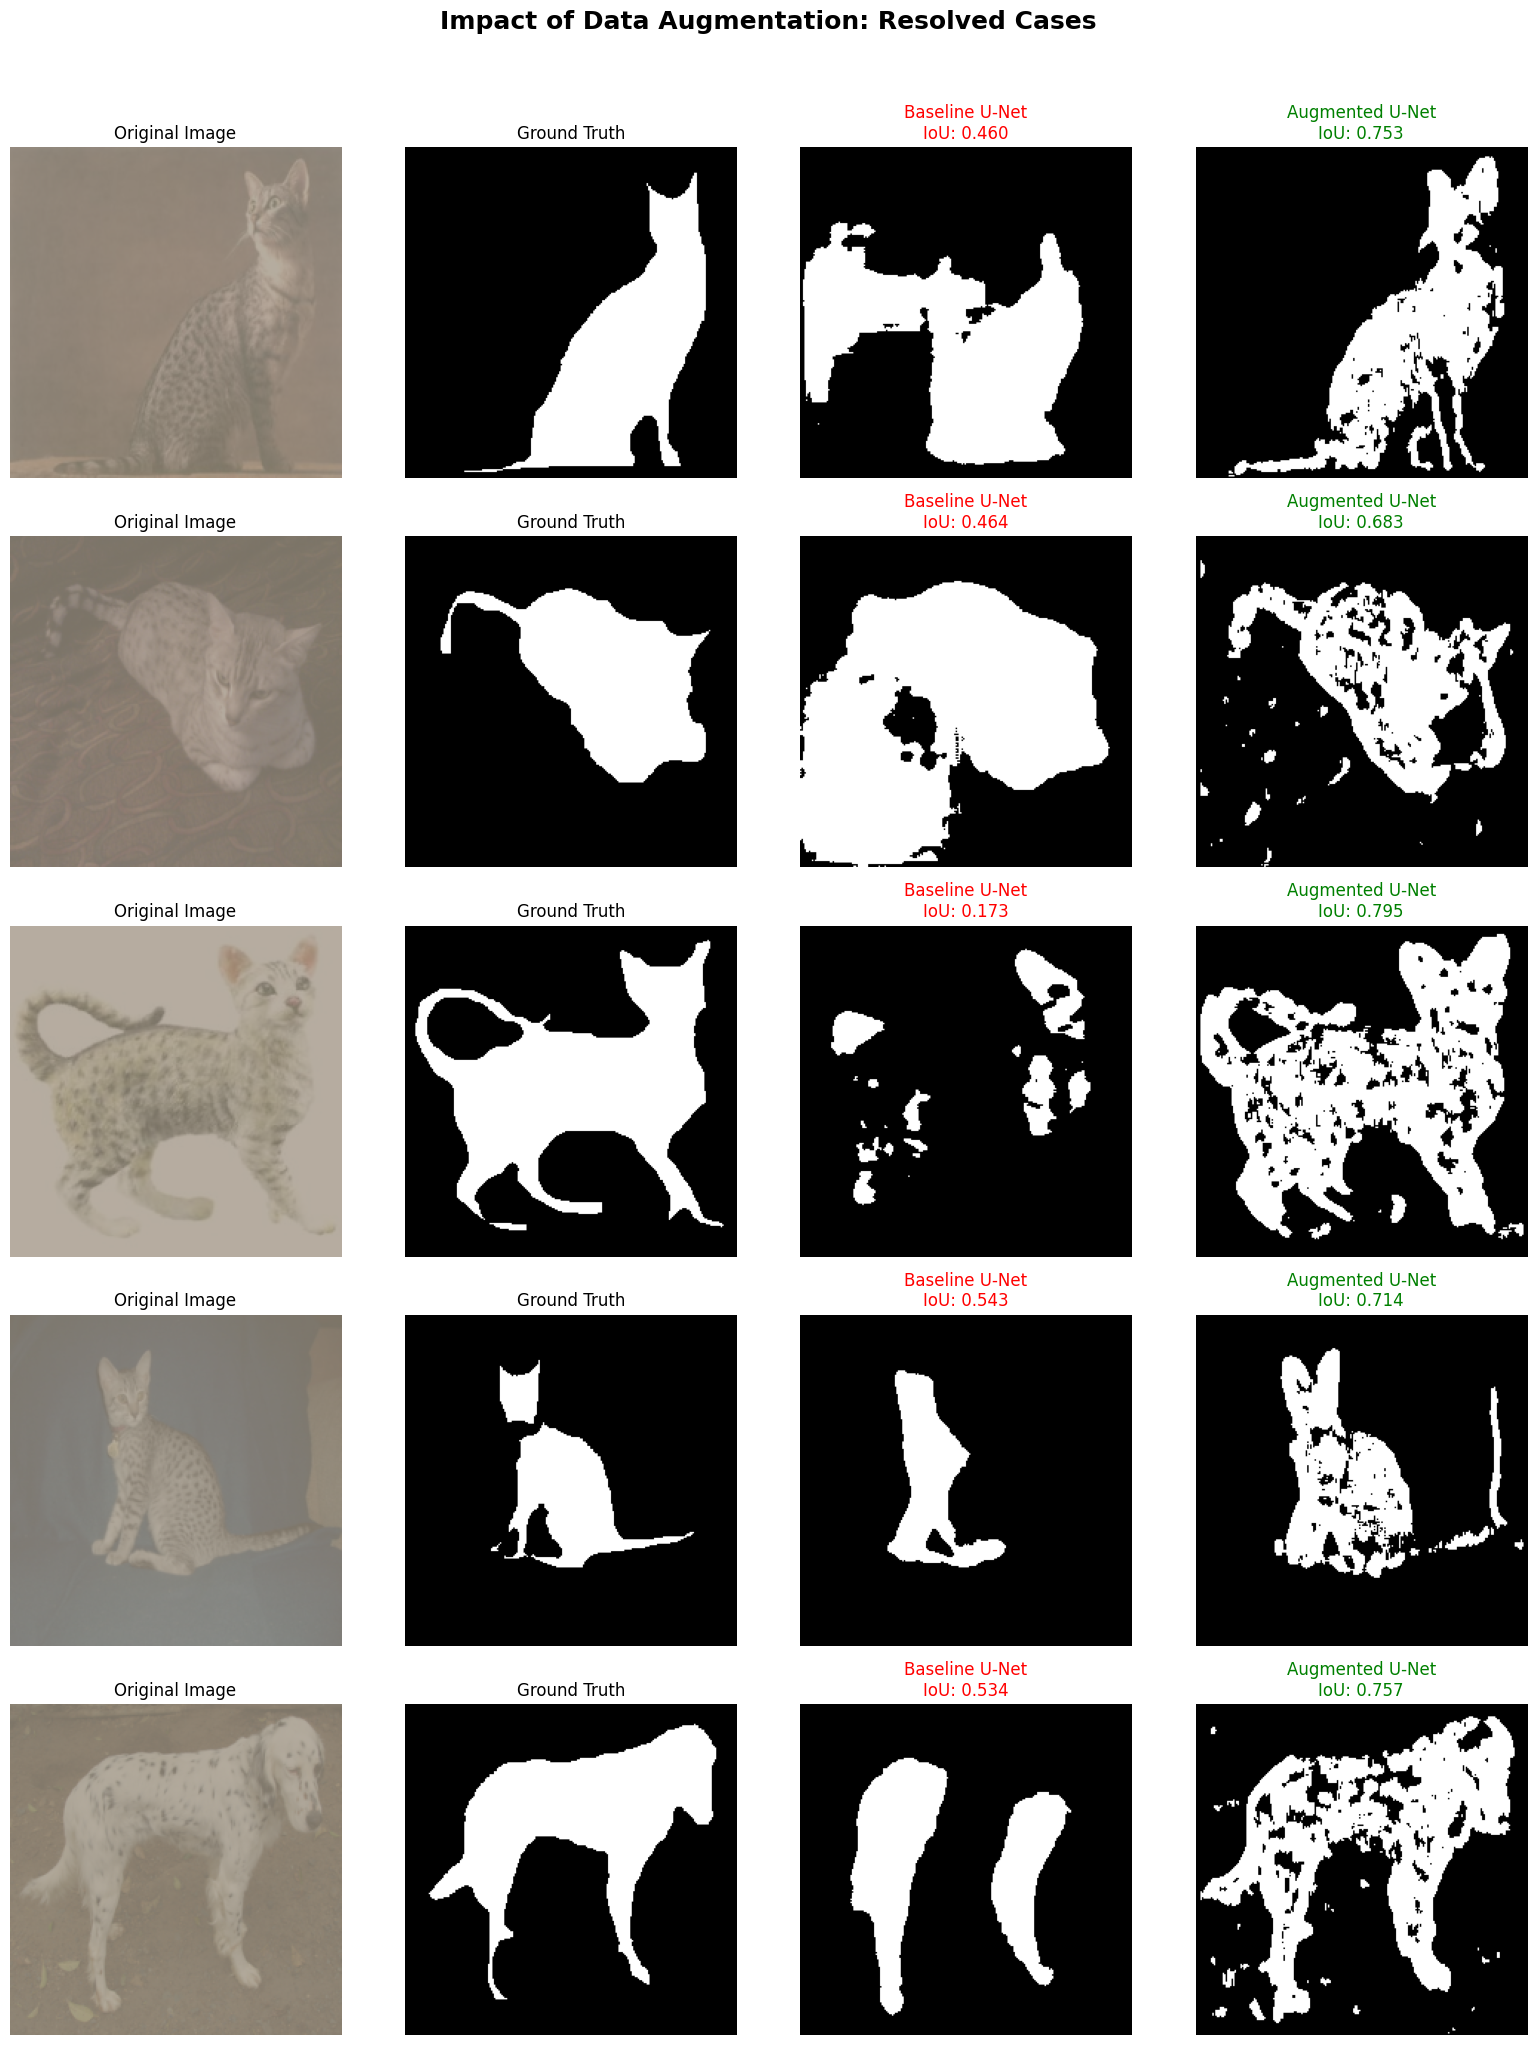 Impact of Data Augmentation: Resolved Cases
Original Image
Ground Truth
Baseline U-Net
IoU: 0.460
Augmented U-Net
IoU: 0.753
Original Image
Ground Truth
Baseline U-Net
IoU: 0.464
Augmented U-Net
IoU: 0.683
Original Image
Ground Truth
Baseline U-Net
IoU: 0.173
Augmented U-Net
IoU: 0.795
Original Image
Ground Truth
Baseline U-Net
IoU: 0.543
Augmented U-Net
IoU: 0.714
Original Image
Ground Truth
Baseline U-Net
IoU: 0.534
Augmented U-Net
IoU: 0.757